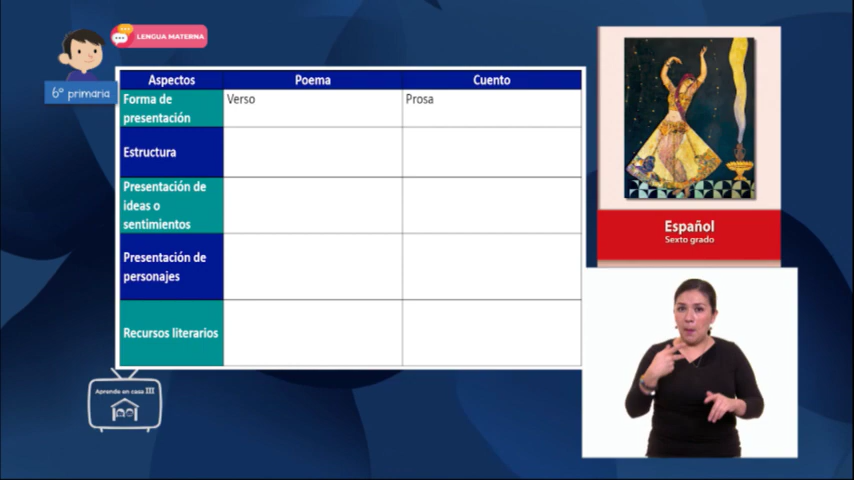 LENGUA MATERNA
6° primaria
Aspectos Poema Cuento
Forma de
presentación
Verso
Prosa
Estructura
Presentación de
ideas o
sentimientos
Presentación de
personajes
Recursos literarios
Español
Sexto grado
Aprende en casa III